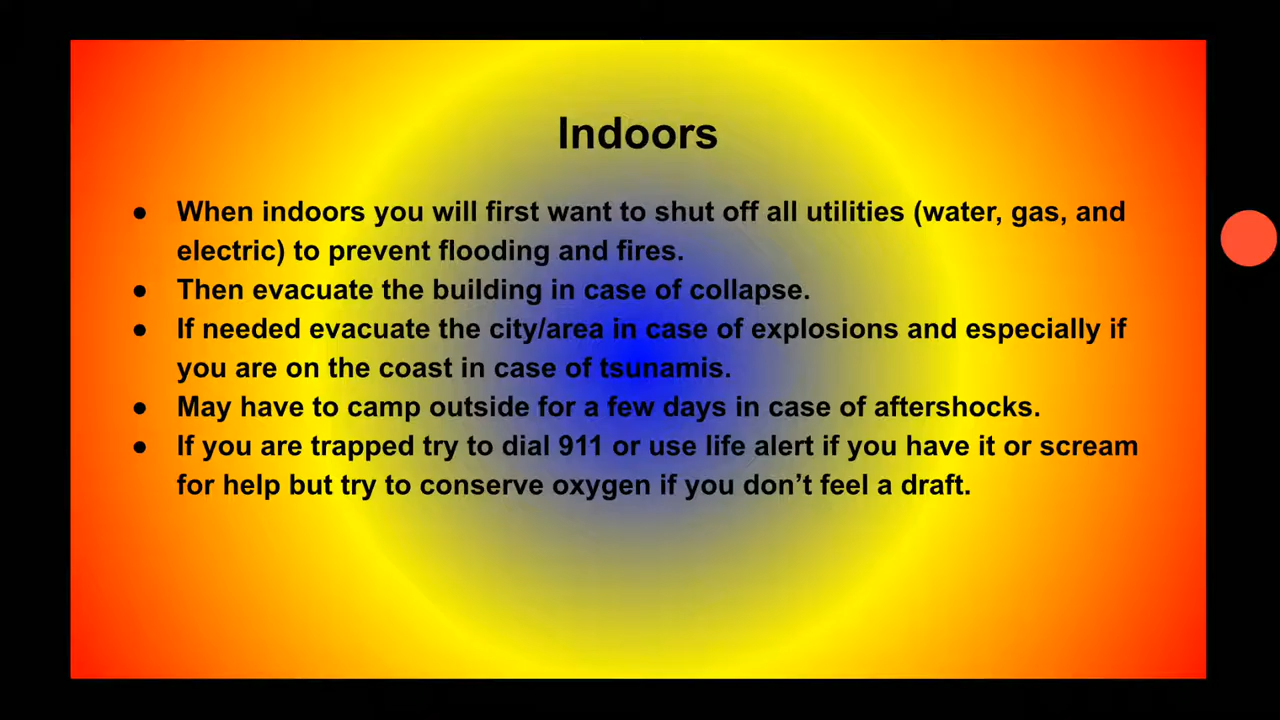 Indoors
● When indoors you will first want to shut off all utilities (water, gas, and
electric) to prevent flooding and fires.
● Then evacuate the building in case of collapse.
● If needed evacuate the city/area in case of explosions and especially if
you are on the coast in case of tsunamis.
● May have to camp outside for a few days in case of aftershocks.
● If you are trapped try to dial 911 or use life alert if you have it or scream
for help but try to conserve oxygen if you don’t feel a draft.